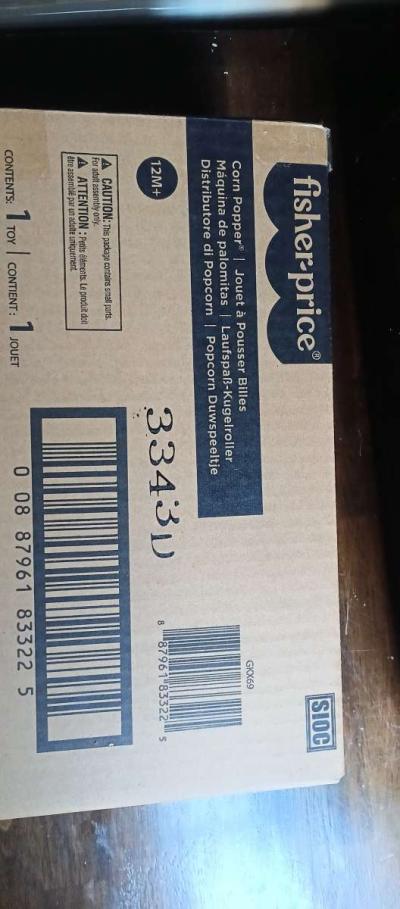 fisher-price®
SIOC
Corn Popper® | Jouet à Pousser Billes
Máquina de palomitas | Laufspaß-Kugelroller
Distributore di Popcorn | Popcorn Duwspeeltje
GKX69
8 87961 83322 5
12M+
3343
CAUTION: This package contains small parts.
For adult assembly only.
ATTENTION : Petits éléments. Le produit doit
être assemblé par un adulte uniquement.
CONTENTS: 1 TOY | CONTIENT : 1 JOUET
0 08 87961 83322 5